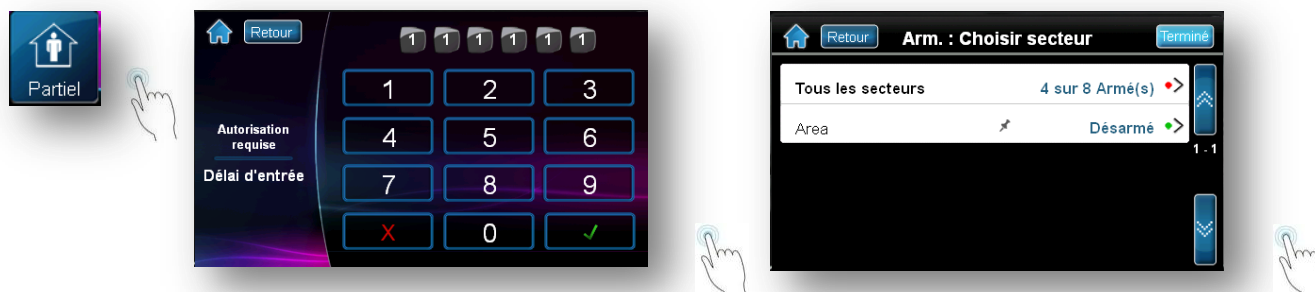 Partiel
Retour
1 1 1 1 1 1
Autorisation
requise
Délai d'entrée
1 2 3
4 5 6
7 8 9
X 0
Retour Arm. : Choisir secteur Terminé
Tous les secteurs 4 sur 8 Armé(s)
Area Désarmé
1 - 1